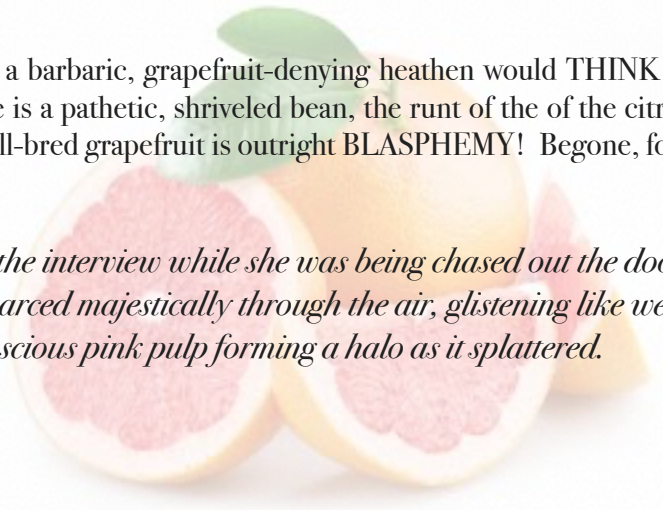 a barbaric, grapefruit-denying heathen would THINK
e is a pathetic, shriveled bean, the runt of the of the citr
ll-bred grapefruit is outright BLASPHEMY!  Begone, fo
the interview while she was being chased out the doo
arced majestically through the air, glistening like we
scious pink pulp forming a halo as it splattered.